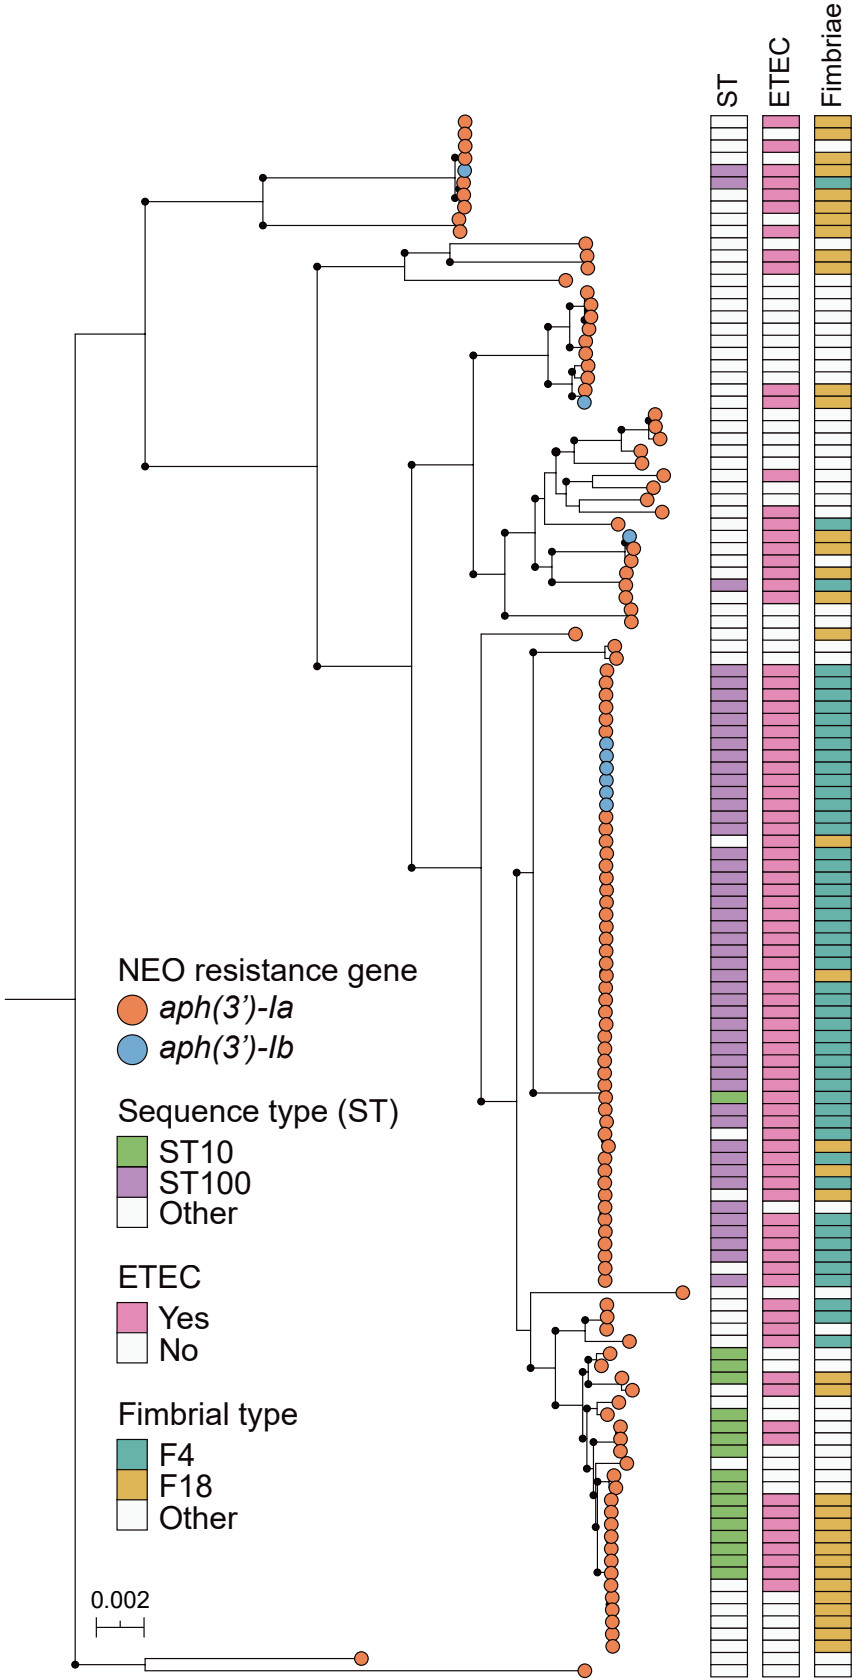 ST
ETEC
Fimbriae
NEO resistance gene
aph(3’)-Ia
aph(3’)-Ib
Sequence type (ST)
ST10
ST100
Other
ETEC
Yes
No
Fimbrial type
F4
F18
Other
0.002